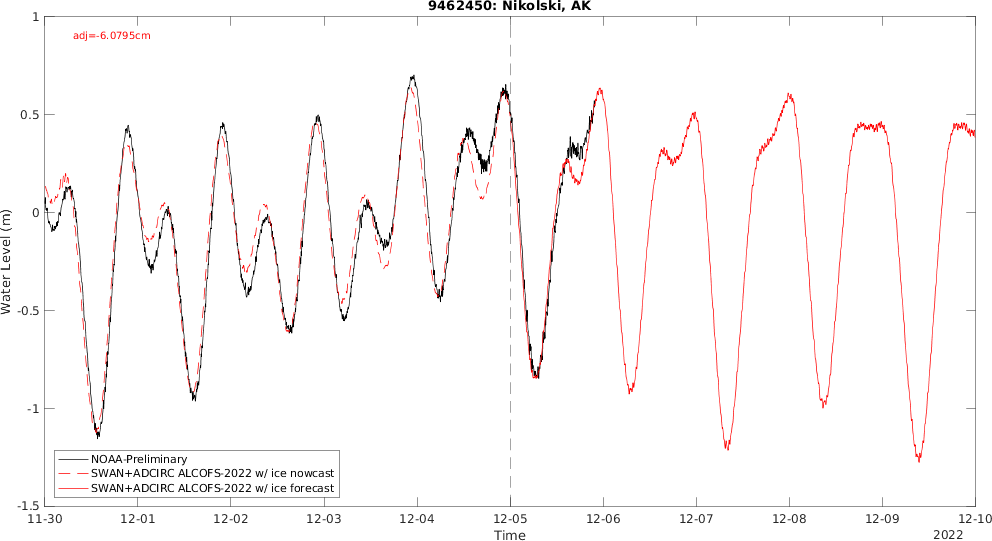 9462450: Nikolski, AK
adj=-6.0795cm
1
0.5
0
-0.5
-1
-1.5
Water Level (m)
NOAA-Preliminary
SWAN+ADCIRC ALCOFS-2022 w/ ice nowcast
SWAN+ADCIRC ALCOFS-2022 w/ ice forecast
11-30 12-01 12-02 12-03 12-04 12-05 12-06 12-07 12-08 12-09 12-10
Time
2022